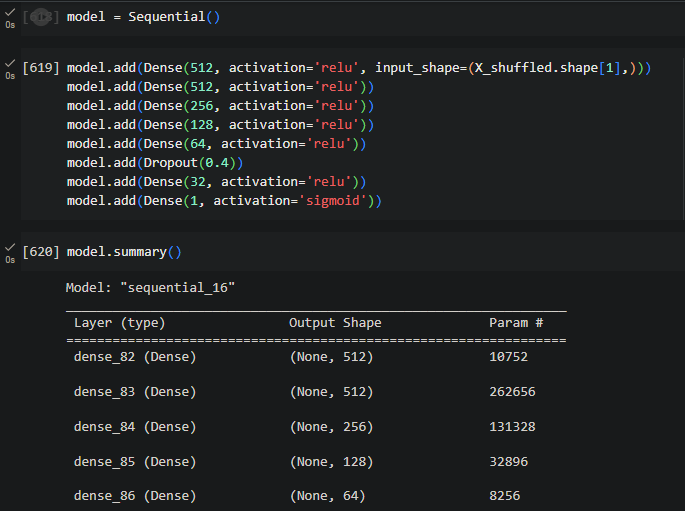 model = Sequential()
0s
[619] model.add(Dense(512, activation='relu', input_shape=(X_shuffled.shape[1],)))
0s
model.add(Dense(512, activation='relu'))
model.add(Dense(256, activation='relu'))
model.add(Dense(128, activation='relu'))
model.add(Dense(64, activation='relu'))
model.add(Dropout(0.4))
model.add(Dense(32, activation='relu'))
model.add(Dense(1, activation='sigmoid'))
[620] model.summary()
0s
Model: "sequential_16"
Layer (type) Output Shape Param #
=================================================================
dense_82 (Dense) (None, 512) 10752
dense_83 (Dense) (None, 512) 262656
dense_84 (Dense) (None, 256) 131328
dense_85 (Dense) (None, 128) 32896
dense_86 (Dense) (None, 64) 8256